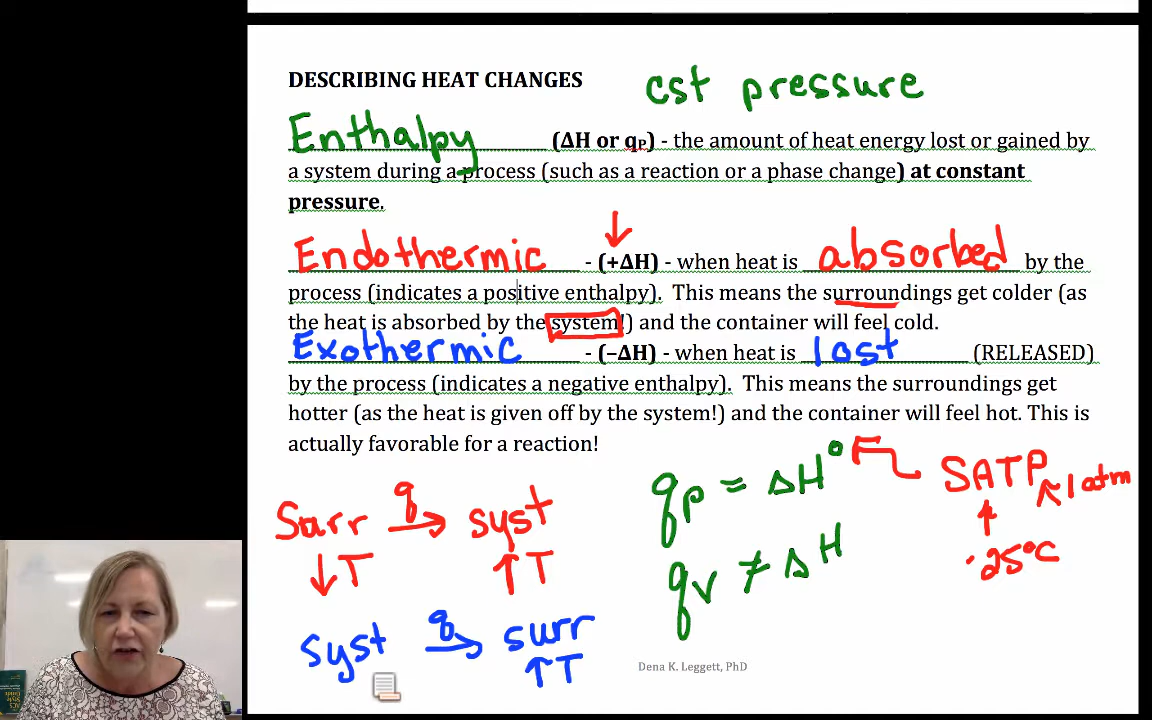 DESCRIBING HEAT CHANGES
cst pressure
Enthalpy (ΔH or qP) - the amount of heat energy lost or gained by
a system during a process (such as a reaction or a phase change) at constant
pressure.
↓
Endothermic - (+ΔH) - when heat is absorbed by the
process (indicates a positive enthalpy). This means the surroundings get colder (as
the heat is absorbed by the system!) and the container will feel cold.
Exothermic - (−ΔH) - when heat is lost (RELEASED)
by the process (indicates a negative enthalpy). This means the surroundings get
hotter (as the heat is given off by the system!) and the container will feel hot. This is
actually favorable for a reaction!
qp = ΔH° SATP
1 atm
25°C
qv ≠ ΔH
Surr q → syst
↓T ↑T
syst q → surr
↑T
Dena K. Leggett, PhD